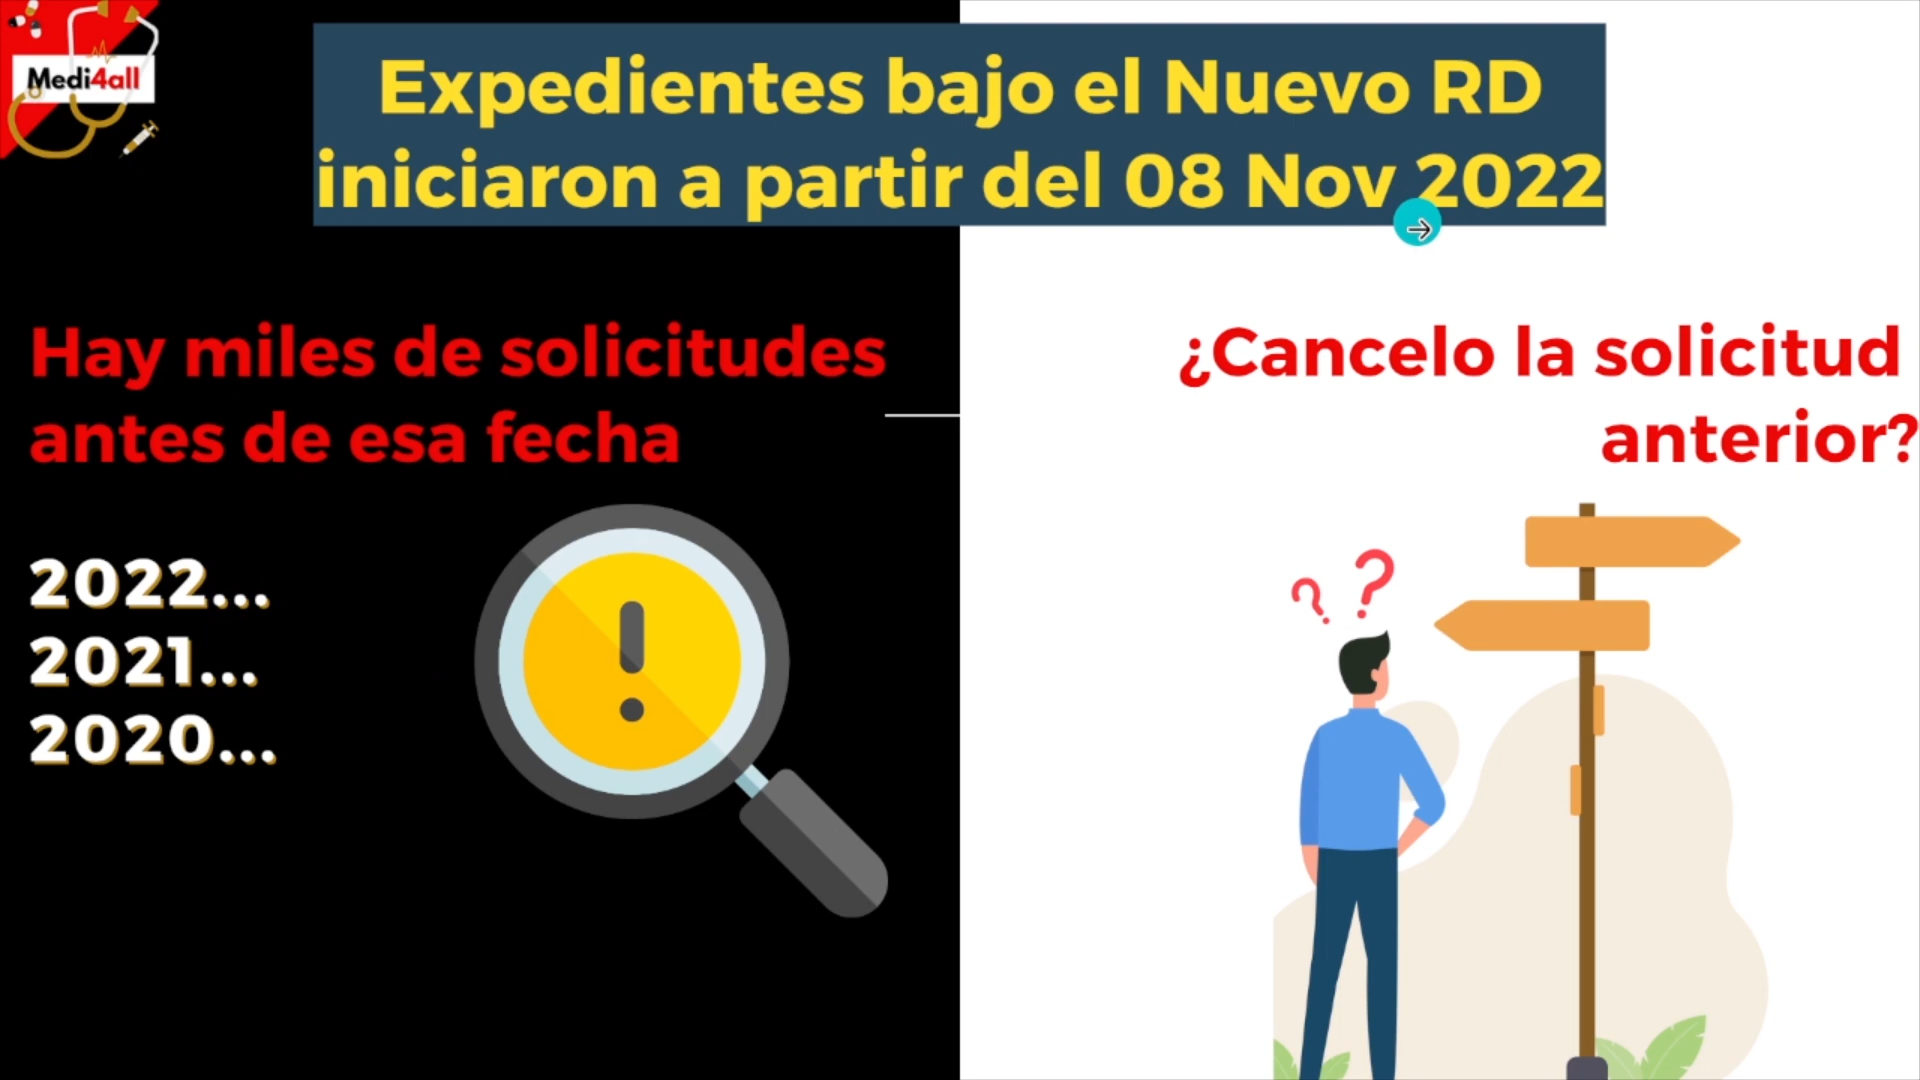 Medi4all
Expedientes bajo el Nuevo RD
iniciaron a partir del 08 Nov 2022
Hay miles de solicitudes
antes de esa fecha
2022...
2021...
2020...
¿Cancelo la solicitud
anterior?